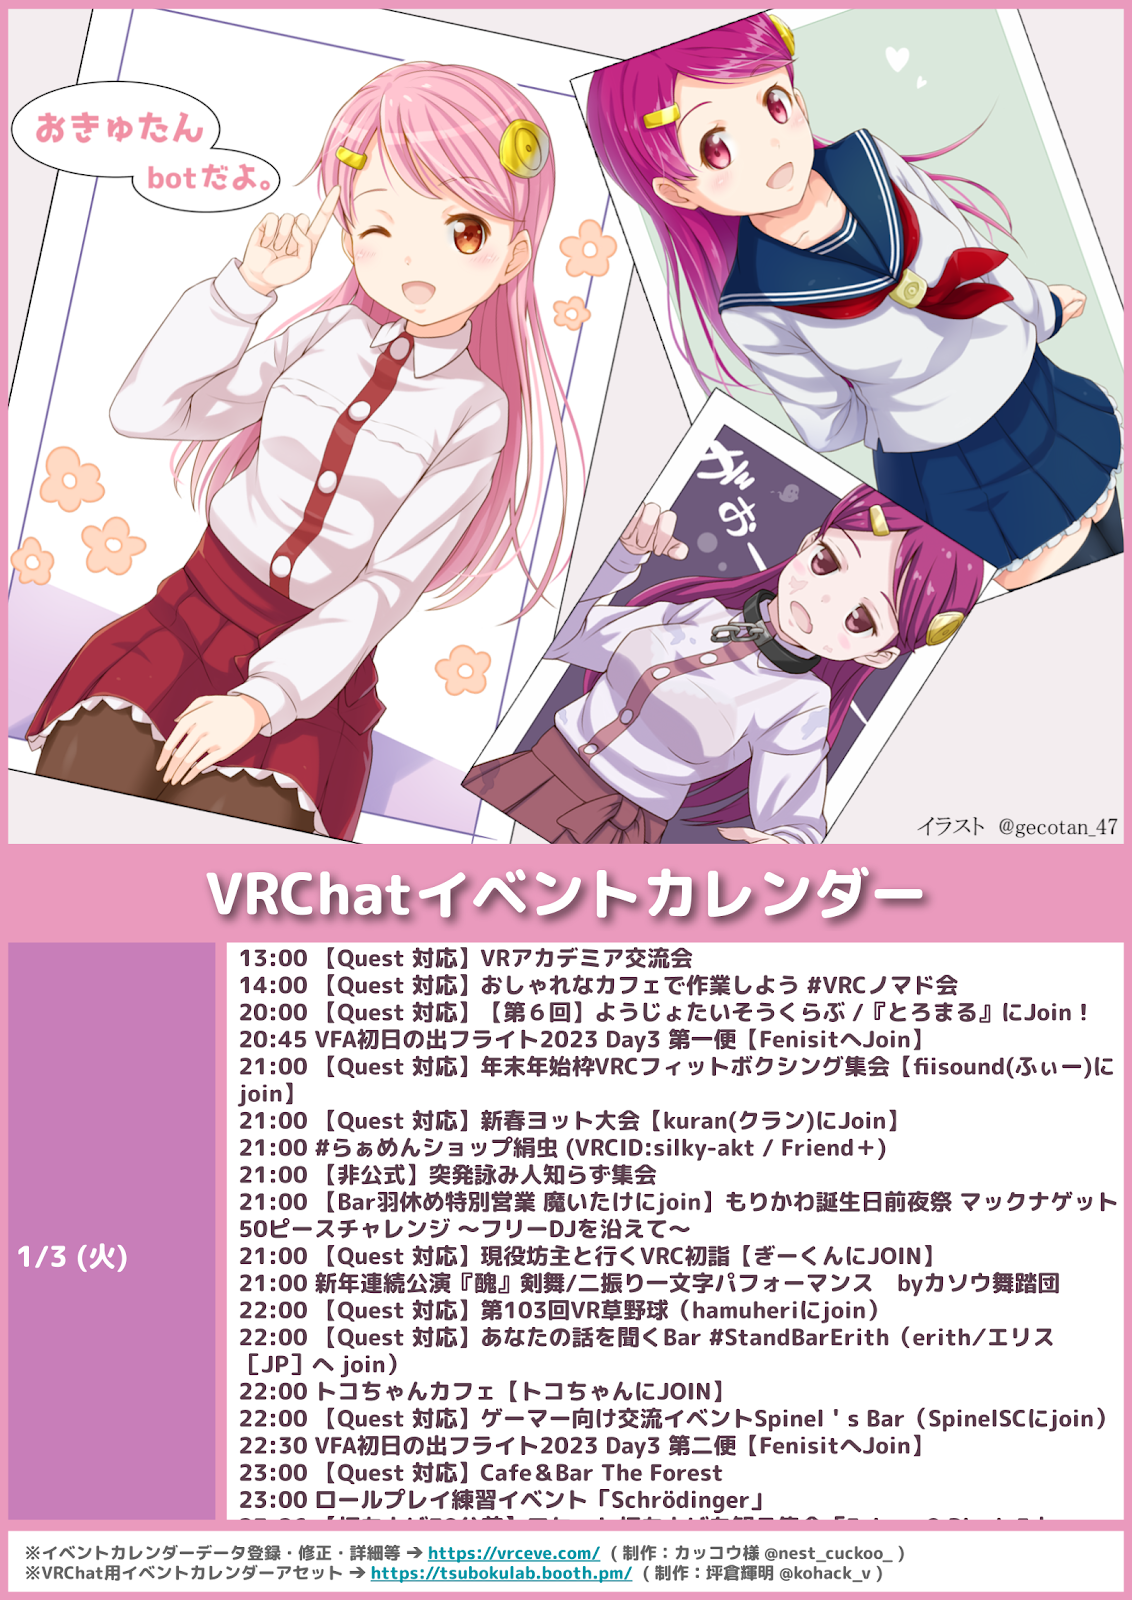 おきゅたん
botだよ。
がおー
イラスト @gecotan_47
VRChatイベントカレンダー
1/3 (火)
13:00 【Quest 対応】VRアカデミア交流会
14:00 【Quest 対応】おしゃれなカフェで作業しよう #VRCノマド会
20:00 【Quest 対応】【第６回】ようじょたいそうくらぶ /『とろまる』にJoin！
20:45 VFA初日の出フライト2023 Day3 第一便【FenisitへJoin】
21:00 【Quest 対応】年末年始枠VRCフィットボクシング集会【fiisound(ふぃー)に
join】
21:00 【Quest 対応】新春ヨット大会【kuran(クラン)にJoin】
21:00 #らぁめんショップ絹虫 (VRCID:silky-akt / Friend＋)
21:00 【非公式】突発詠み人知らず集会
21:00 【Bar羽休め特別営業 魔いたけにjoin】もりかわ誕生日前夜祭 マックナゲット
50ピースチャレンジ ～フリーDJを沿えて～
21:00 【Quest 対応】現役坊主と行くVRC初詣【ぎーくんにJOIN】
21:00 新年連続公演『醜』剣舞/二振り一文字パフォーマンス　byカソウ舞踏団
22:00 【Quest 対応】第103回VR草野球（hamuheriにjoin）
22:00 【Quest 対応】あなたの話を聞くBar #StandBarErith（erith/エリス
［JP］へ join）
22:00 トコちゃんカフェ【トコちゃんにJOIN】
22:00 【Quest 対応】ゲーマー向け交流イベントSpinel＇s Bar（SpinelSCにjoin）
22:30 VFA初日の出フライト2023 Day3 第二便【FenisitへJoin】
23:00 【Quest 対応】Cafe＆Bar The Forest
23:00 ロールプレイ練習イベント「Schrödinger」
※イベントカレンダーデータ登録・修正・詳細等 ➔ https://vrceve.com/ （ 制作：カッコウ様 @nest_cuckoo_ ）
※VRChat用イベントカレンダーアセット ➔ https://tsubokulab.booth.pm/ （ 制作：坪倉輝明 @kohack_v ）